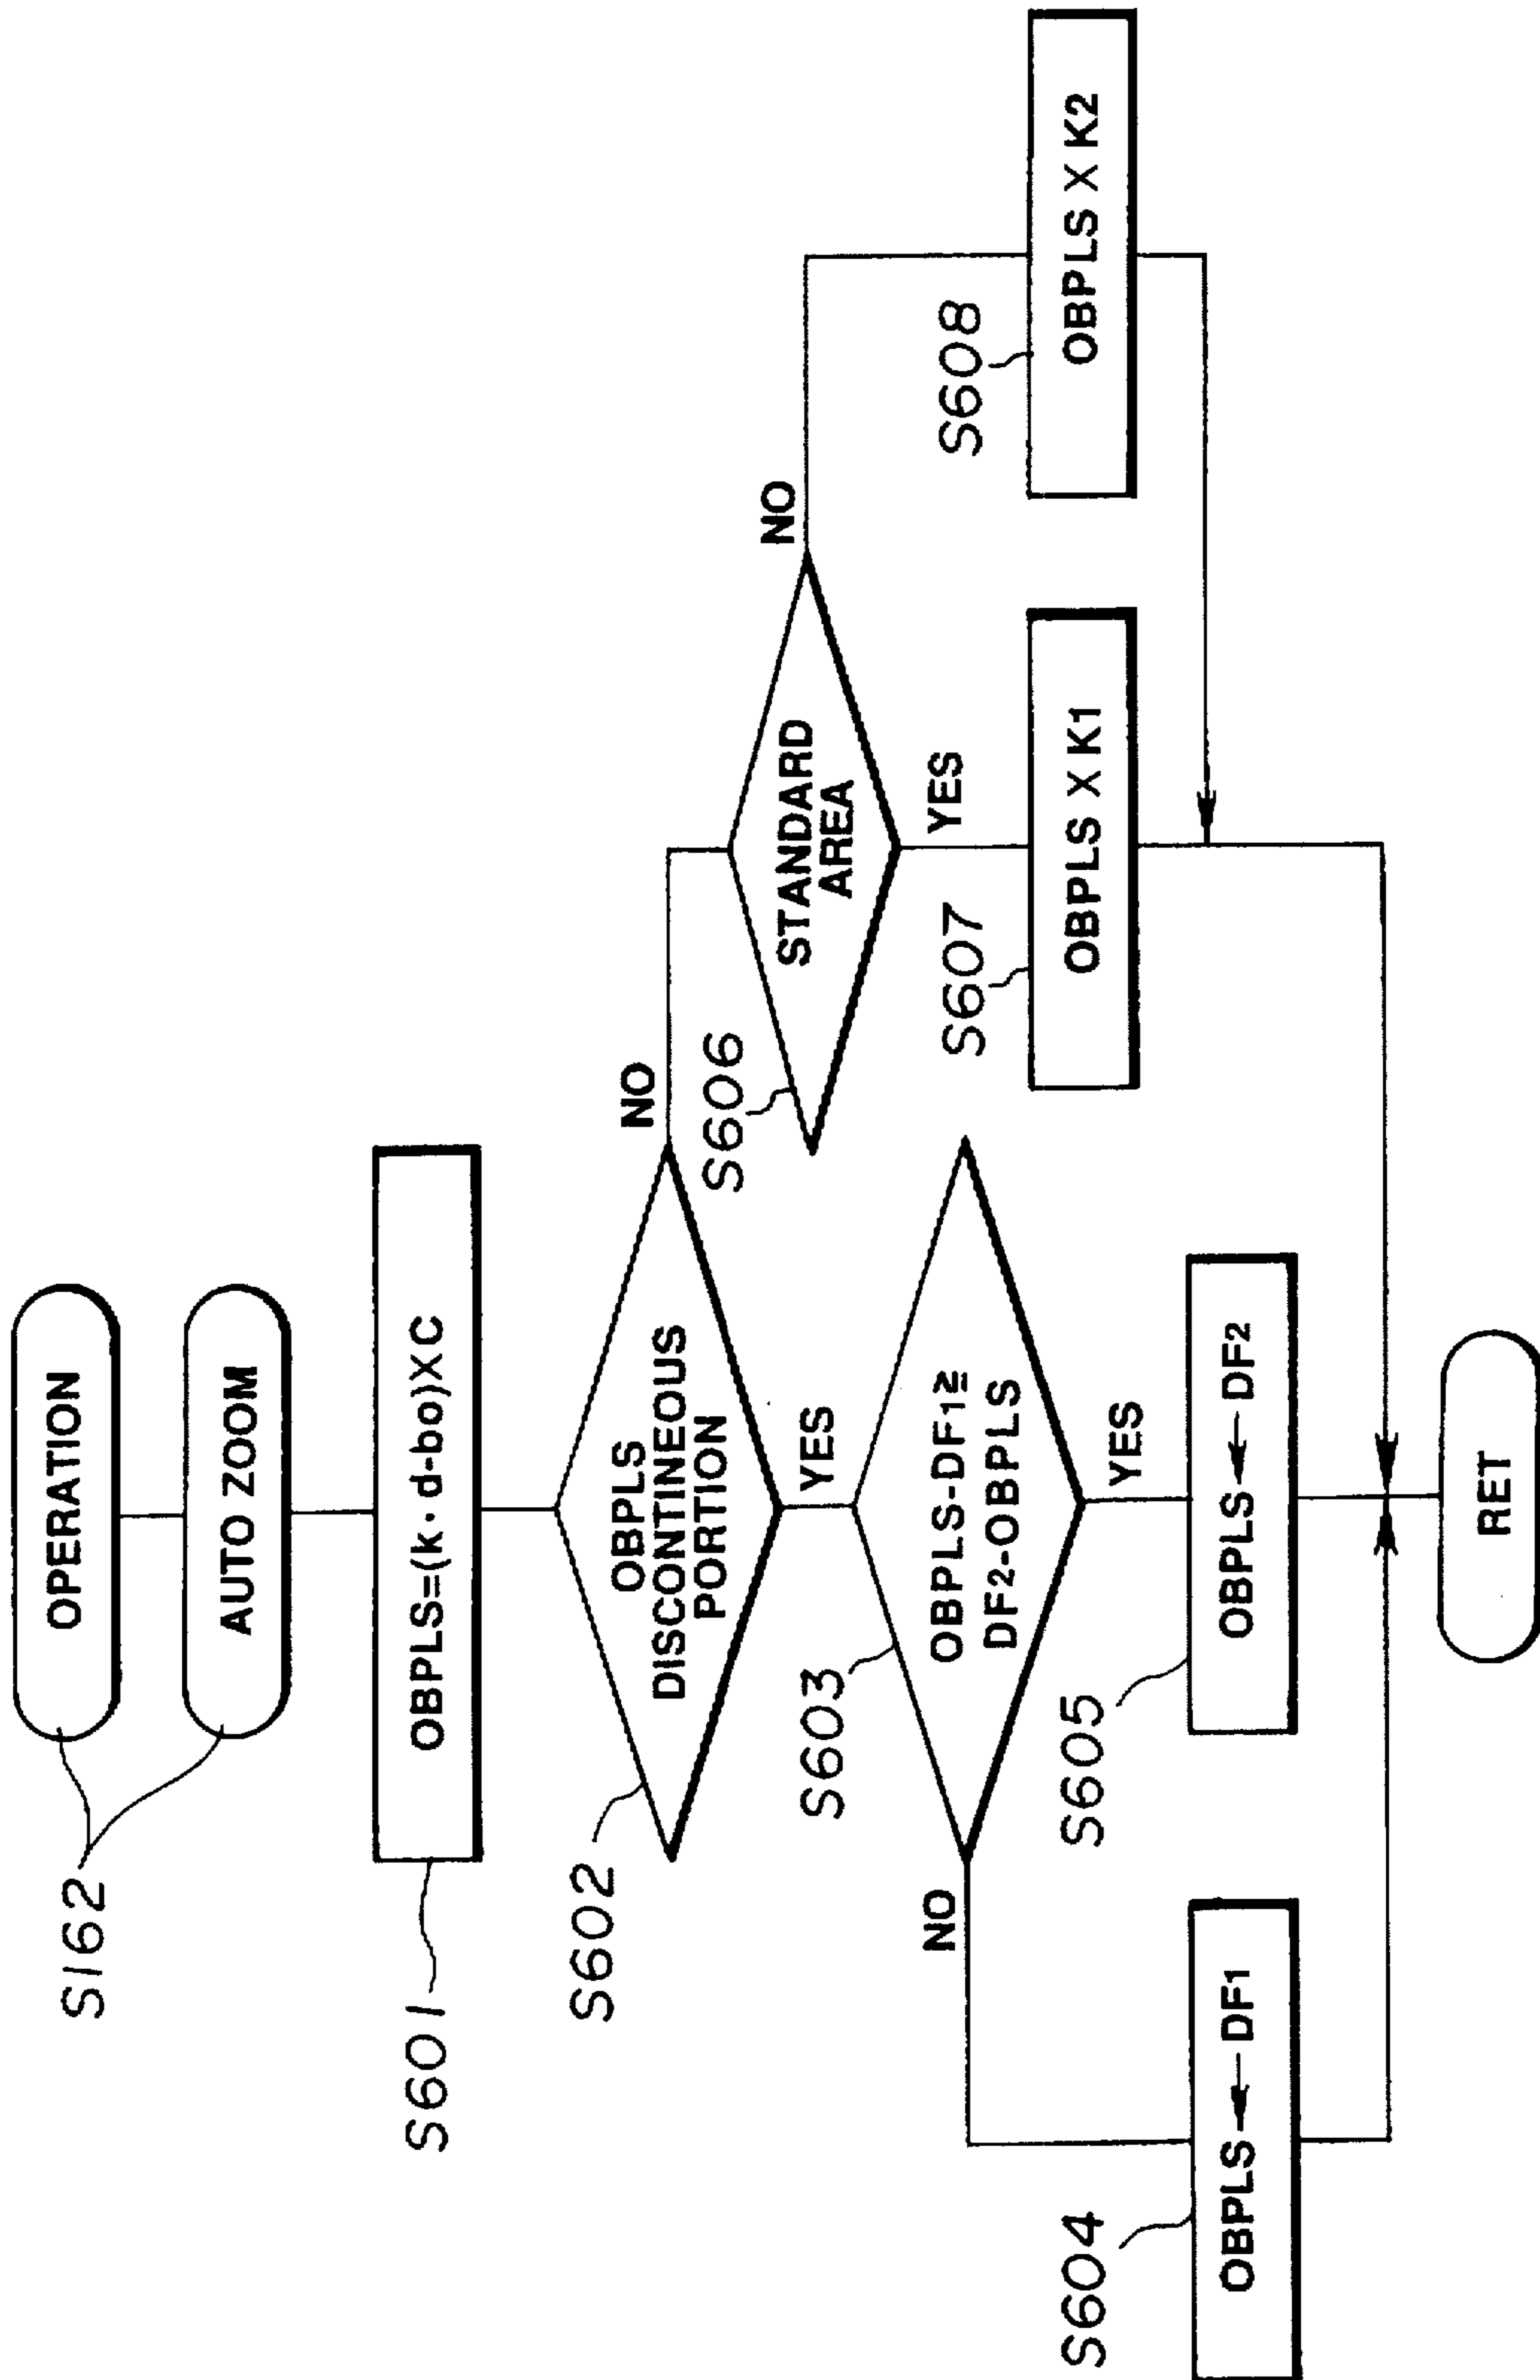 OPERATION
S162
AUTO ZOOM
S601
OBPLS=(k·d-bo)XC
S602
OBPLS
DISCONTINEOUS
PORTION
NO
YES
S603
OBPLS-DF1≥
DF2-OBPLS
NO
YES
S604
OBPLS←DF1
S605
OBPLS←DF2
S606
STANDARD
AREA
NO
YES
S607
OBPLS X K1
S608
OBPLS X K2
RET